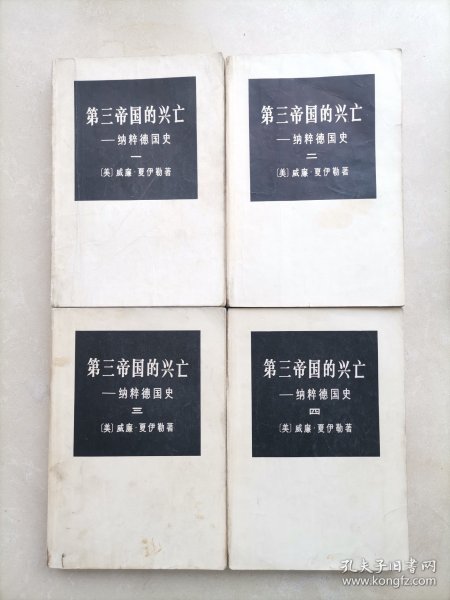 第三帝国的兴亡
—纳粹德国史
一
〔美〕威廉·夏伊勒著
第三帝国的兴亡
—纳粹德国史
二
〔美〕威廉·夏伊勒著
第三帝国的兴亡
—纳粹德国史
三
〔美〕威廉·夏伊勒著
第三帝国的兴亡
—纳粹德国史
四
〔美〕威廉·夏伊勒著
孔夫子旧书网
www.kongfz.com